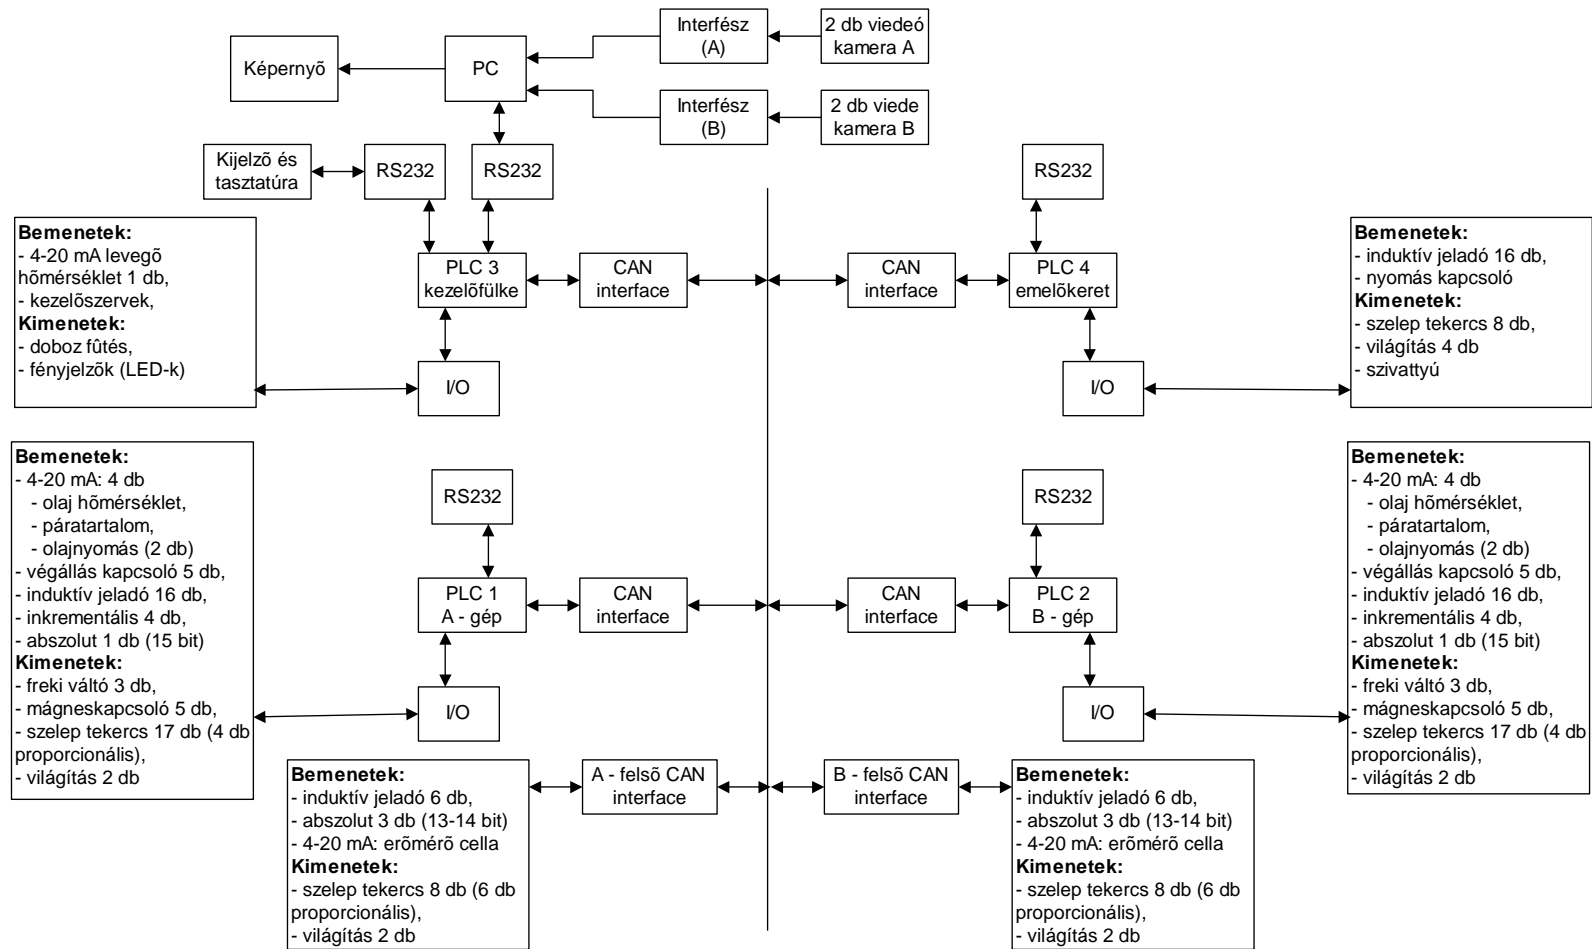 Interfész
(A)
2 db viedeó
kamera A
Képernyõ
PC
Interfész
(B)
2 db viede
kamera B
Kijelzõ és
tasztatúra
RS232
RS232
RS232
Bemenetek:
- 4-20 mA levegõ
hõmérséklet 1 db,
- kezelõszervek,
Kimenetek:
- doboz fûtés,
- fényjelzõk (LED-k)
PLC 3
kezelõfülke
CAN
interface
CAN
interface
PLC 4
emelõkeret
Bemenetek:
- induktív jeladó 16 db,
- nyomás kapcsoló
Kimenetek:
- szelep tekercs 8 db,
- világítás 4 db
- szivattyú
I/O
I/O
Bemenetek:
- 4-20 mA: 4 db
- olaj hõmérséklet,
- páratartalom,
- olajnyomás (2 db)
- végállás kapcsoló 5 db,
- induktív jeladó 16 db,
- inkrementális 4 db,
- abszolut 1 db (15 bit)
Kimenetek:
- freki váltó 3 db,
- mágneskapcsoló 5 db,
- szelep tekercs 17 db (4 db
proporcionális),
- világítás 2 db
RS232
RS232
PLC 1
A - gép
CAN
interface
CAN
interface
PLC 2
B - gép
Bemenetek:
- 4-20 mA: 4 db
- olaj hõmérséklet,
- páratartalom,
- olajnyomás (2 db)
- végállás kapcsoló 5 db,
- induktív jeladó 16 db,
- inkrementális 4 db,
- abszolut 1 db (15 bit)
Kimenetek:
- freki váltó 3 db,
- mágneskapcsoló 5 db,
- szelep tekercs 17 db (4 db
proporcionális),
- világítás 2 db
I/O
I/O
Bemenetek:
- induktív jeladó 6 db,
- abszolut 3 db (13-14 bit)
- 4-20 mA: erõmérõ cella
Kimenetek:
- szelep tekercs 8 db (6 db
proporcionális),
- világítás 2 db
A - felsõ CAN
interface
B - felsõ CAN
interface
Bemenetek:
- induktív jeladó 6 db,
- abszolut 3 db (13-14 bit)
- 4-20 mA: erõmérõ cella
Kimenetek:
- szelep tekercs 8 db (6 db
proporcionális),
- világítás 2 db